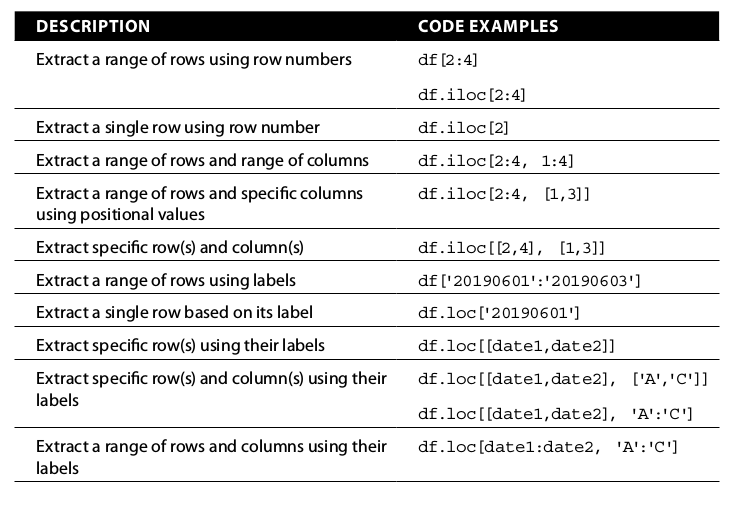 DESCRIPTION CODE EXAMPLES
Extract a range of rows using row numbers df[2:4]
df.iloc[2:4]
Extract a single row using row number df.iloc[2]
Extract a range of rows and range of columns df.iloc[2:4, 1:4]
Extract a range of rows and specific columns df.iloc[2:4, [1,3]]
using positional values
Extract specific row(s) and column(s) df.iloc[[2,4], [1,3]]
Extract a range of rows using labels df['20190601':'20190603']
Extract a single row based on its label df.loc['20190601']
Extract specific row(s) using their labels df.loc[[date1,date2]]
Extract specific row(s) and column(s) using their df.loc[[date1,date2], ['A','C']]
labels
df.loc[[date1,date2], 'A':'C']
Extract a range of rows and columns using their df.loc[date1:date2, 'A':'C']
labels